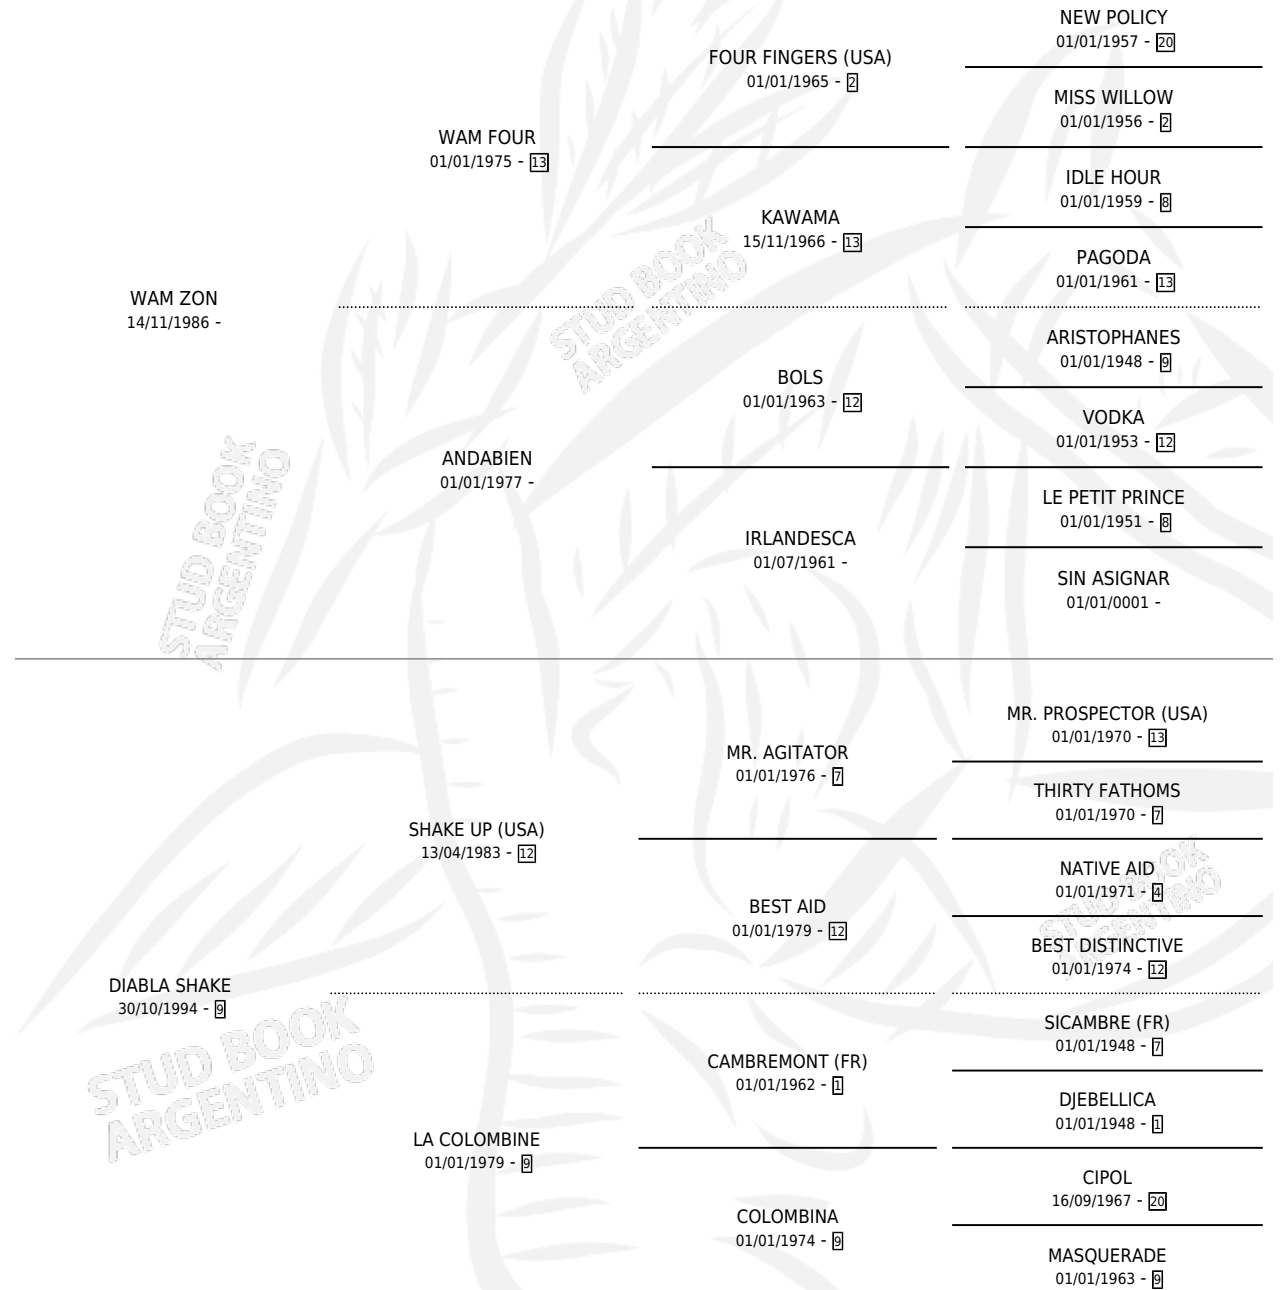 NEW POLICY
01/01/1957 - 20
FOUR FINGERS (USA)
01/01/1965 - 2
MISS WILLOW
01/01/1956 - 2
WAM FOUR
01/01/1975 - 13
IDLE HOUR
01/01/1959 - 8
KAWAMA
15/11/1966 - 13
PAGODA
01/01/1961 - 13
WAM ZON
14/11/1986 -
ARISTOPHANES
01/01/1948 - 9
BOLS
01/01/1963 - 12
VODKA
01/01/1953 - 12
ANDABIEN
01/01/1977 -
LE PETIT PRINCE
01/01/1951 - 8
IRLANDESCA
01/07/1961 -
SIN ASIGNAR
01/01/0001 -
STUD BOOK
ARGENTINO
STUD BOOK
ARGENTINO
MR. PROSPECTOR (USA)
01/01/1970 - 13
MR. AGITATOR
01/01/1976 - 7
THIRTY FATHOMS
01/01/1970 - 7
SHAKE UP (USA)
13/04/1983 - 12
NATIVE AID
01/01/1971 - 4
BEST AID
01/01/1979 - 12
BEST DISTINCTIVE
01/01/1974 - 12
DIABLA SHAKE
30/10/1994 - 9
SICAMBRE (FR)
01/01/1948 - 7
CAMBREMONT (FR)
01/01/1962 - 1
DJEBELLICA
01/01/1948 - 1
LA COLOMBINE
01/01/1979 - 9
CIPOL
16/09/1967 - 20
COLOMBINA
01/01/1974 - 9
MASQUERADE
01/01/1963 - 9
STUD BOOK
ARGENTINO
STUD BOOK
ARGENTINO